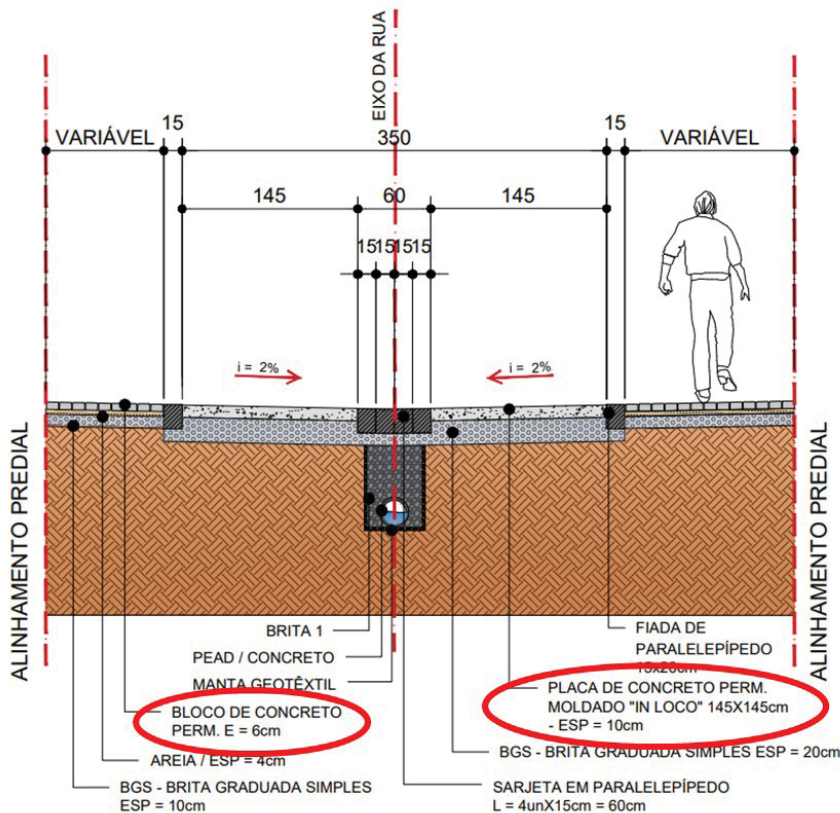 EIXO DA RUA
15
15
VARIÁVEL
350
VARIÁVEL
145
60
145
15
15
15
15
i = 2%
i = 2%
ALINHAMENTO PREDIAL
ALINHAMENTO PREDIAL
BRITA 1
PEAD / CONCRETO
MANTA GEOTÊXTIL
BLOCO DE CONCRETO
PERM. E = 6cm
AREIA / ESP = 4cm
BGS - BRITA GRADUADA SIMPLES
ESP = 10cm
FIADA DE
PARALELEPÍPEDO
15x20cm
PLACA DE CONCRETO PERM.
MOLDADO "IN LOCO" 145X145cm
- ESP = 10cm
BGS - BRITA GRADUADA SIMPLES ESP = 20cm
SARJETA EM PARALELEPÍPEDO
L = 4unX15cm = 60cm